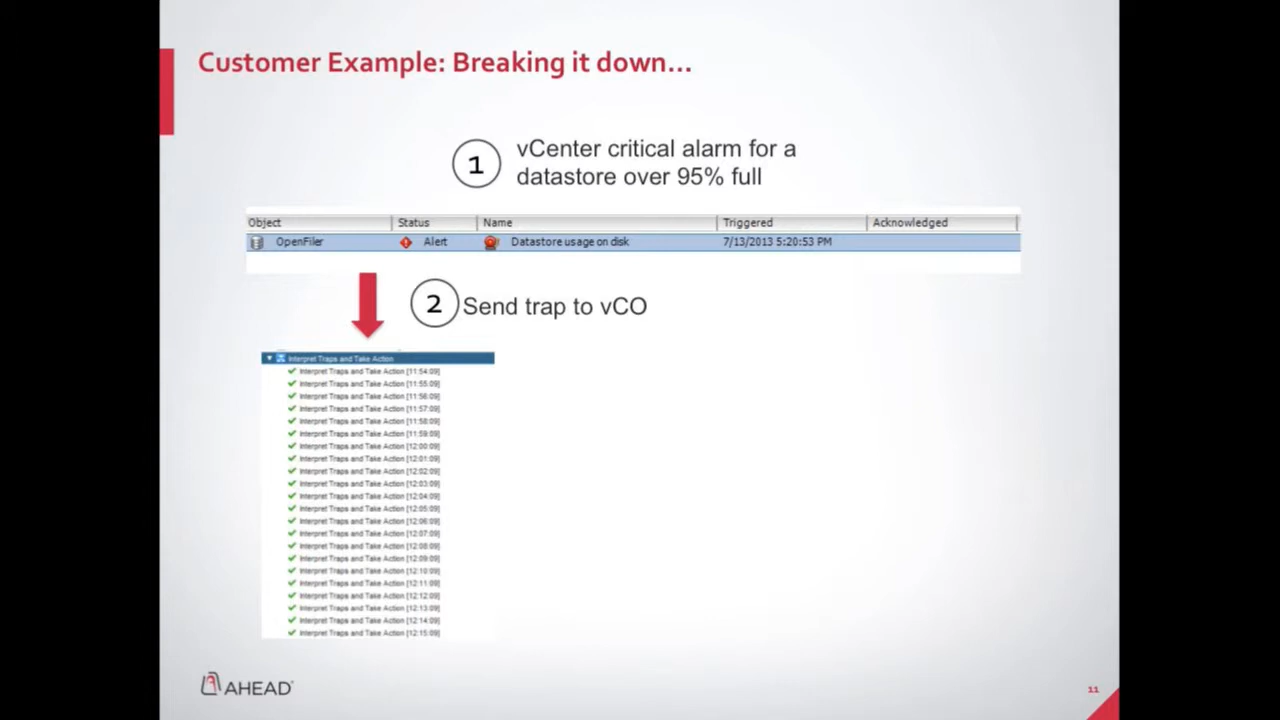 Customer Example: Breaking it down...
1
vCenter critical alarm for a
datastore over 95% full
Object Status Name Triggered Acknowledged
OpenFiler Alert Datastore usage on disk 7/13/2013 5:20:53 PM
2 Send trap to vCO
Interpret Traps and Take Action
Interpret Traps and Take Action [11:54:09]
Interpret Traps and Take Action [11:55:09]
Interpret Traps and Take Action [11:56:09]
Interpret Traps and Take Action [11:57:09]
Interpret Traps and Take Action [11:58:09]
Interpret Traps and Take Action [11:59:09]
Interpret Traps and Take Action [12:00:09]
Interpret Traps and Take Action [12:01:09]
Interpret Traps and Take Action [12:02:09]
Interpret Traps and Take Action [12:03:09]
Interpret Traps and Take Action [12:04:09]
Interpret Traps and Take Action [12:05:09]
Interpret Traps and Take Action [12:06:09]
Interpret Traps and Take Action [12:07:09]
Interpret Traps and Take Action [12:08:09]
Interpret Traps and Take Action [12:09:09]
Interpret Traps and Take Action [12:10:09]
Interpret Traps and Take Action [12:11:09]
Interpret Traps and Take Action [12:12:09]
Interpret Traps and Take Action [12:13:09]
Interpret Traps and Take Action [12:14:09]
Interpret Traps and Take Action [12:15:09]
AHEAD
11